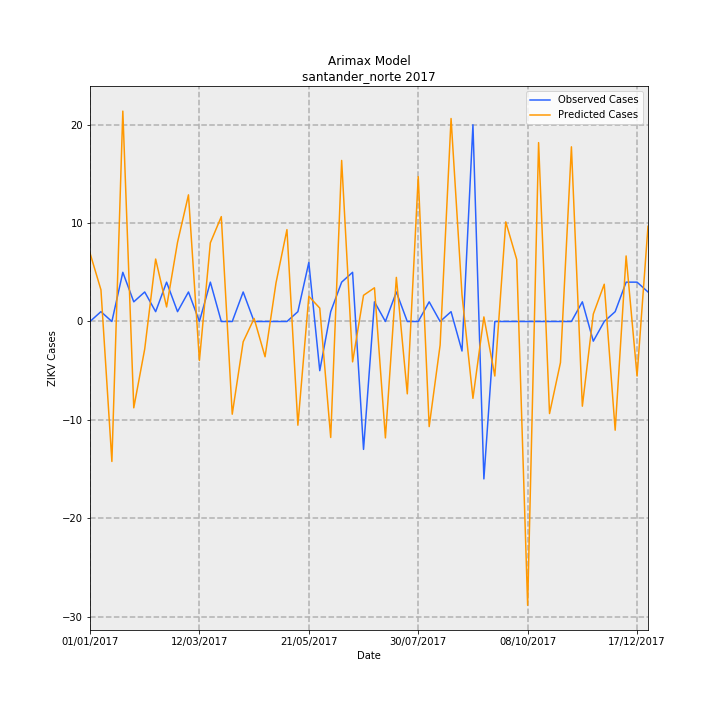 Arimax Model
santander_norte 2017
Observed Cases
Predicted Cases
ZIKV Cases
20
10
0
−10
−20
−30
01/01/2017
12/03/2017
21/05/2017
30/07/2017
08/10/2017
17/12/2017
Date